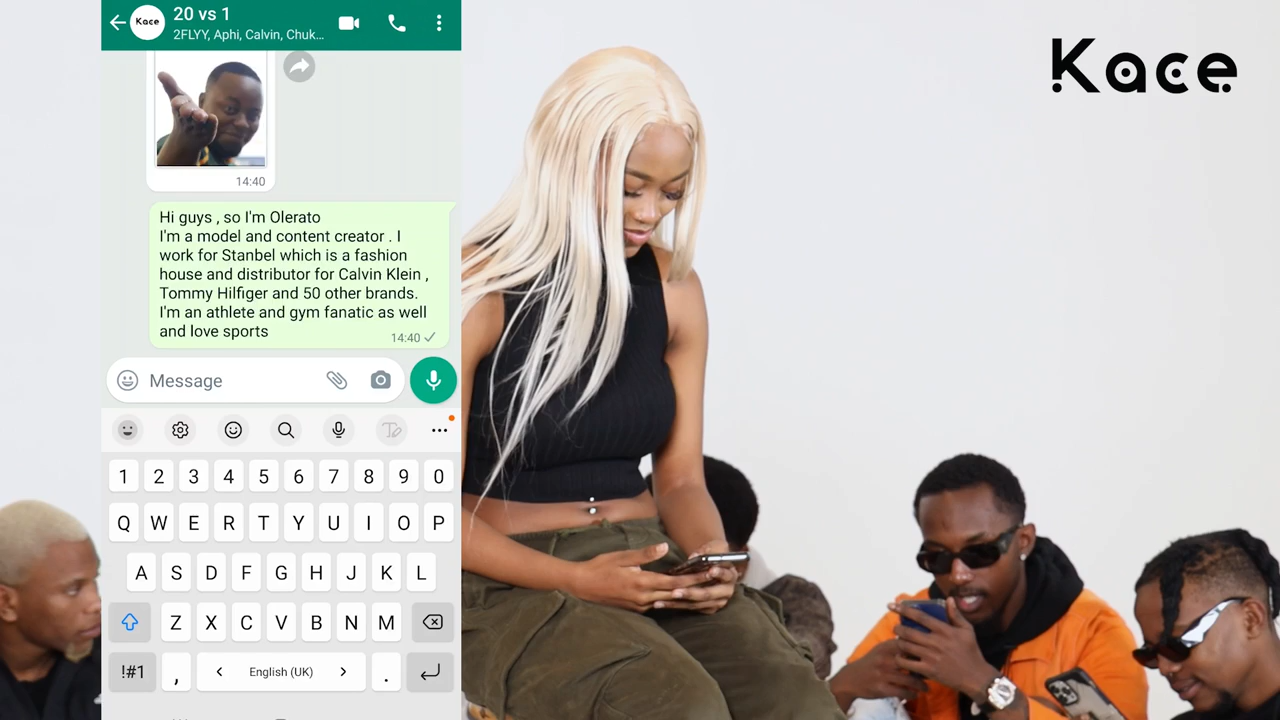 Kace
20 vs 1
2FLYY, Aphi, Calvin, Chuk...
Kace
14:40
Hi guys , so I'm Olerato
I'm a model and content creator . I
work for Stanbel which is a fashion
house and distributor for Calvin Klein ,
Tommy Hilfiger and 50 other brands.
I'm an athlete and gym fanatic as well
and love sports
14:40
Message
1 2 3 4 5 6 7 8 9 0
Q W E R T Y U I O P
A S D F G H J K L
Z X C V B N M
!#1 , < English (UK) > .